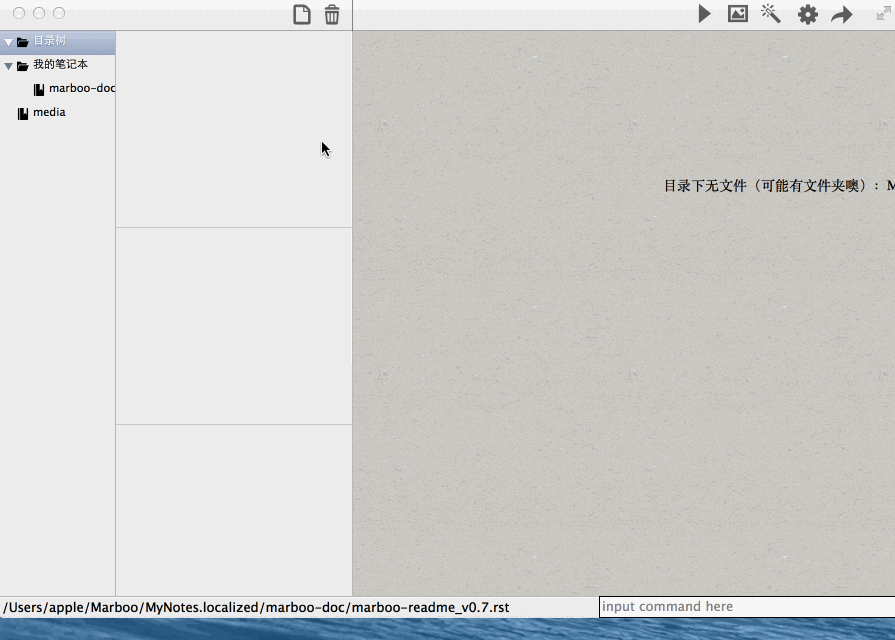 目录树
我的笔记本
marboo-doc
media
目录下无文件（可能有文件夹噢）：M
/Users/apple/Marboo/MyNotes.localized/marboo-doc/marboo-readme_v0.7.rst
input command here